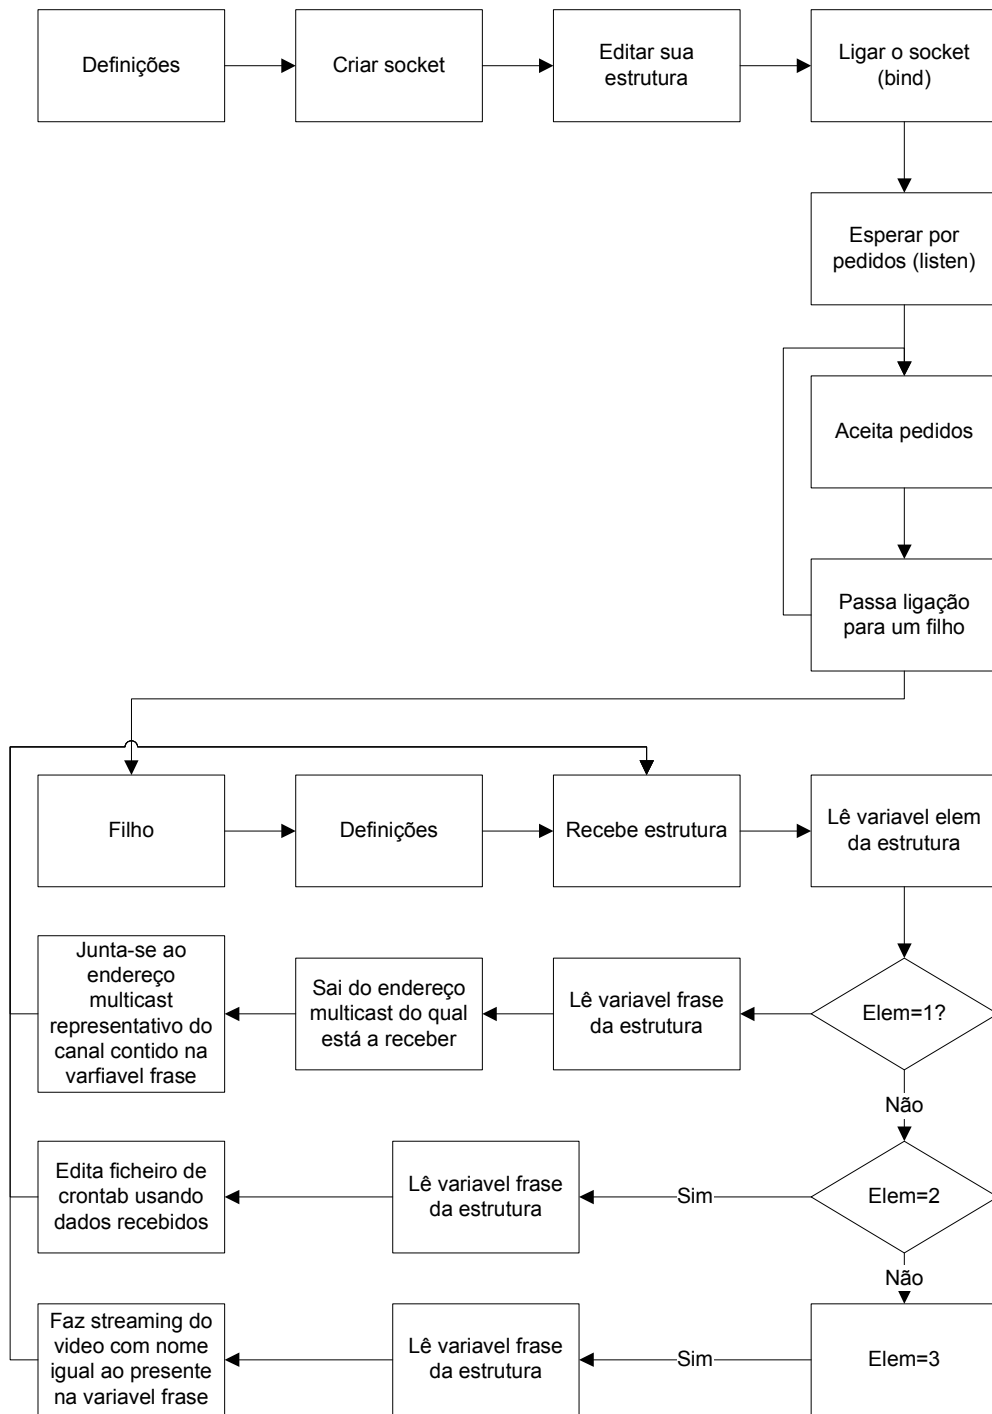 Definições
Criar socket
Editar sua
estrutura
Ligar o socket
(bind)
Esperar por
pedidos (listen)
Aceita pedidos
Passa ligação
para um filho
Filho
Definições
Recebe estrutura
Lê variavel elem
da estrutura
Junta-se ao
endereço
multicast
representativo do
canal contido na
varfiavel frase
Sai do endereço
multicast do qual
está a receber
Lê variavel frase
da estrutura
Elem=1?
Não
Edita ficheiro de
crontab usando
dados recebidos
Lê variavel frase
da estrutura
Sim
Elem=2
Não
Faz streaming do
video com nome
igual ao presente
na variavel frase
Lê variavel frase
da estrutura
Sim
Elem=3